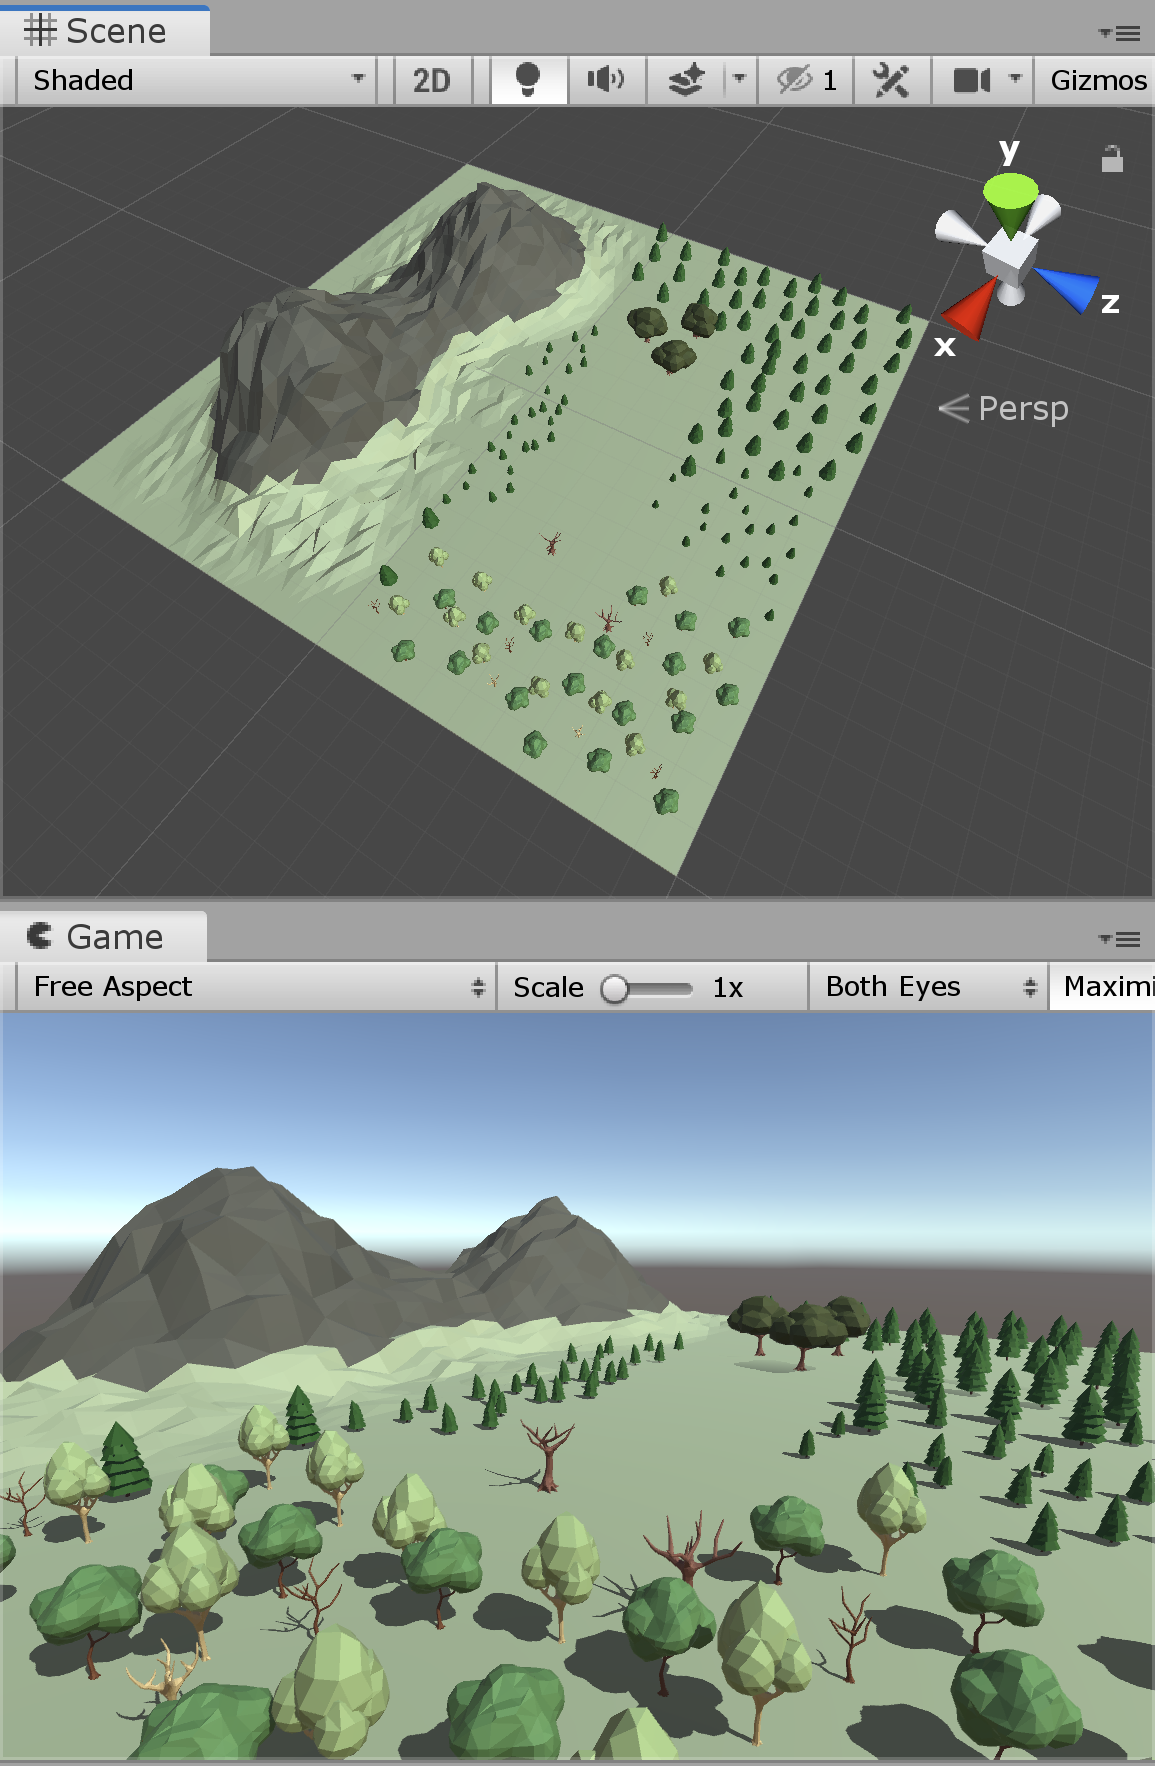 Scene
Shaded 2D 1 Gizmos
y
z
x
Persp
Game
Free Aspect Scale 1x Both Eyes Maximi